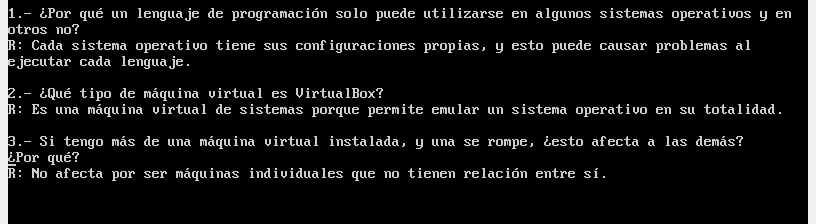 1.- ¿Por qué un lenguaje de programación solo puede utilizarse en algunos sistemas operativos y en
otros no?
R: Cada sistema operativo tiene sus configuraciones propias, y esto puede causar problemas al
ejecutar cada lenguaje.
2.- ¿Qué tipo de máquina virtual es VirtualBox?
R: Es una máquina virtual de sistemas porque permite emular un sistema operativo en su totalidad.
3.- Si tengo más de una máquina virtual instalada, y una se rompe, ¿esto afecta a las demás?
¿Por qué?
R: No afecta por ser máquinas individuales que no tienen relación entre sí.